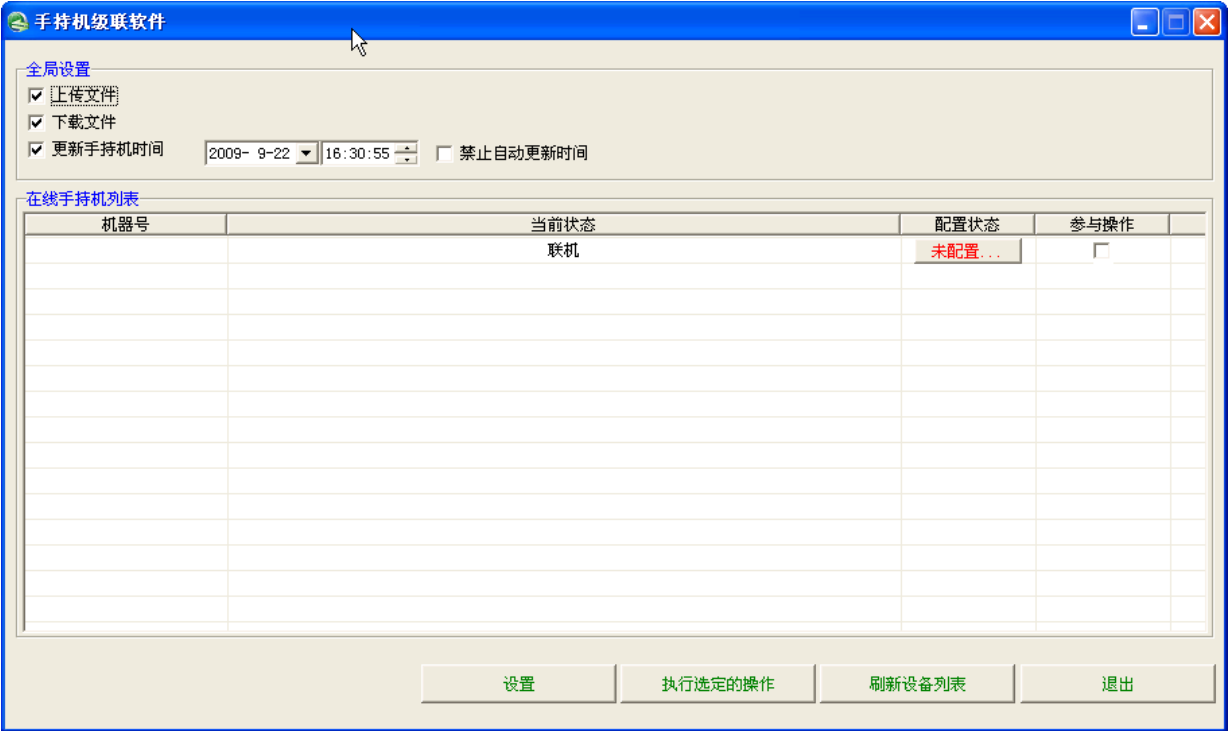 手持机级联软件
全局设置
上传文件
下载文件
更新手持机时间 2009- 9-22 16:30:55 禁止自动更新时间
在线手持机列表
机器号 当前状态 配置状态 参与操作
联机 未配置...
设置 执行选定的操作 刷新设备列表 退出